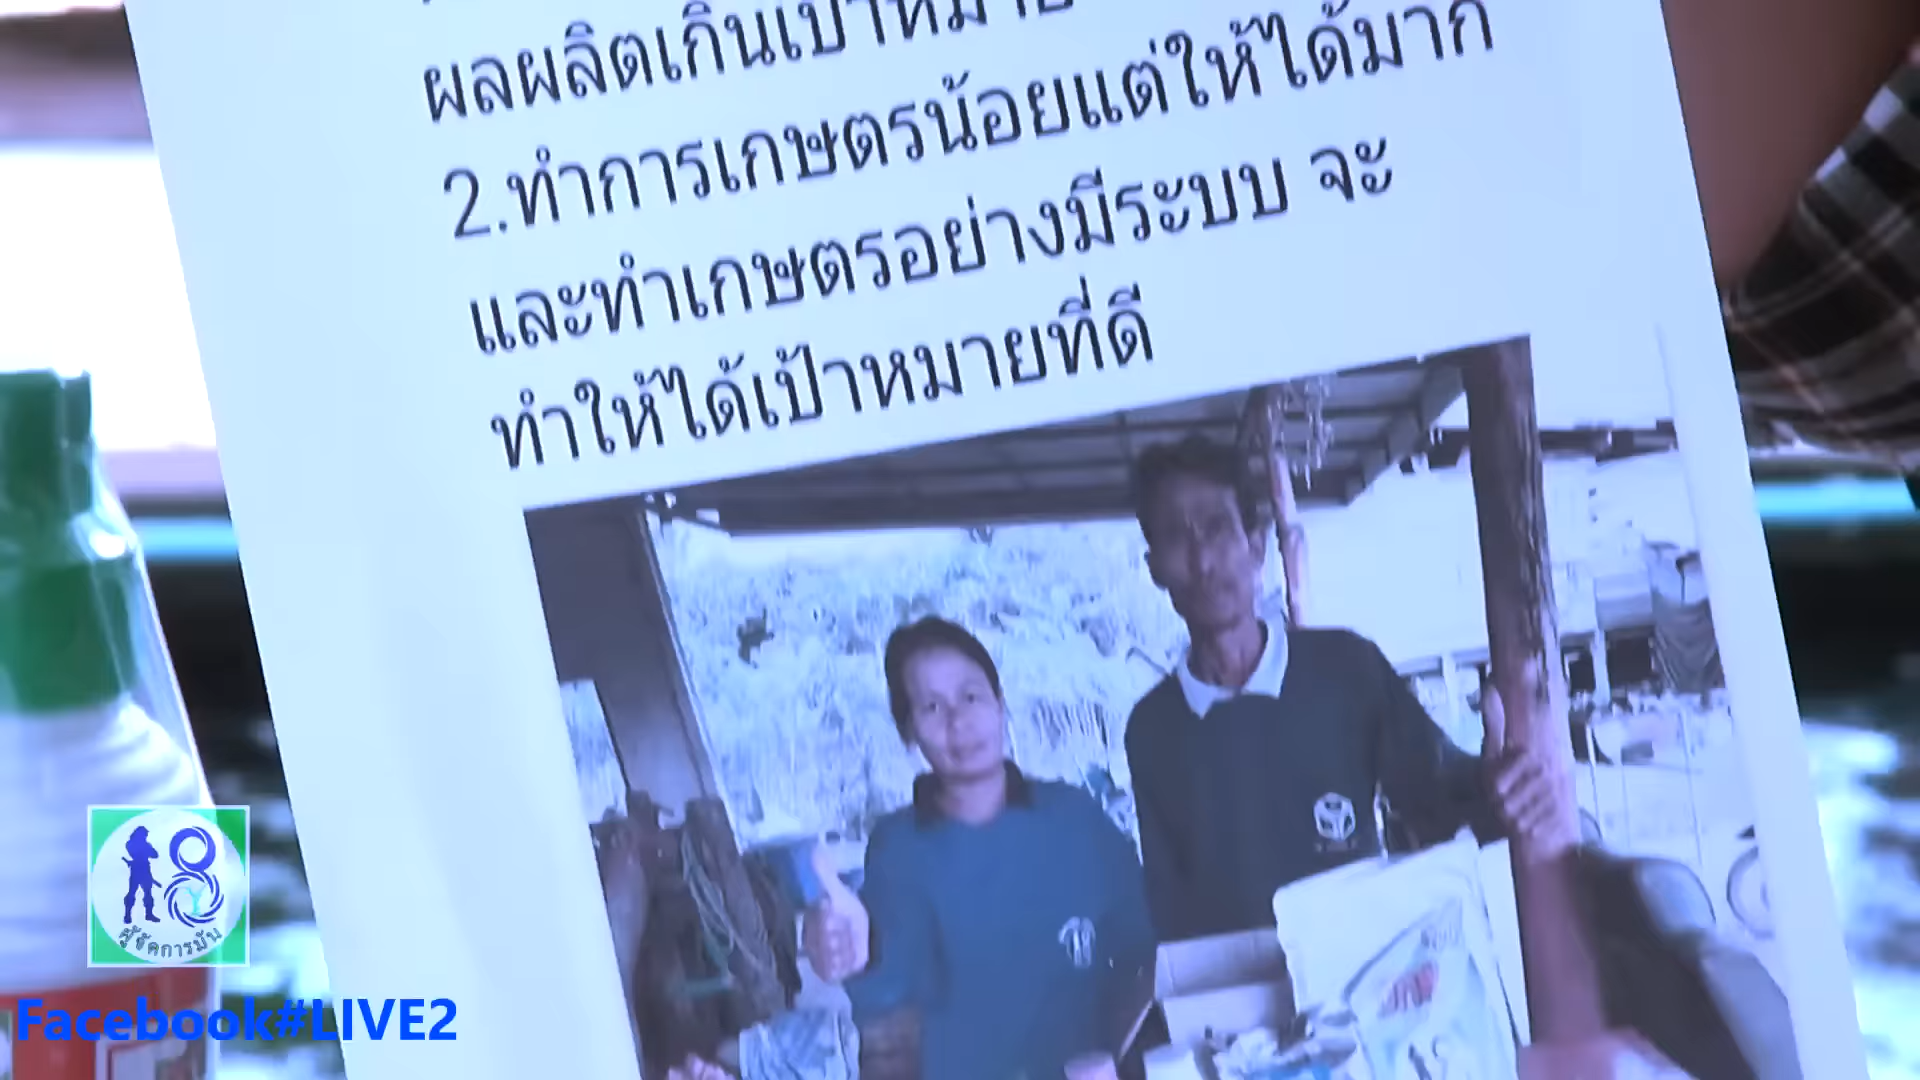 ผลผลิตเกินเป้าหมาย
2.ทำการเกษตรน้อยแต่ให้ได้มาก
และทำเกษตรอย่างมีระบบ จะ
ทำให้ได้เป้าหมายที่ดี
18
ผู้จัดการมัน
Facebook#LIVE2